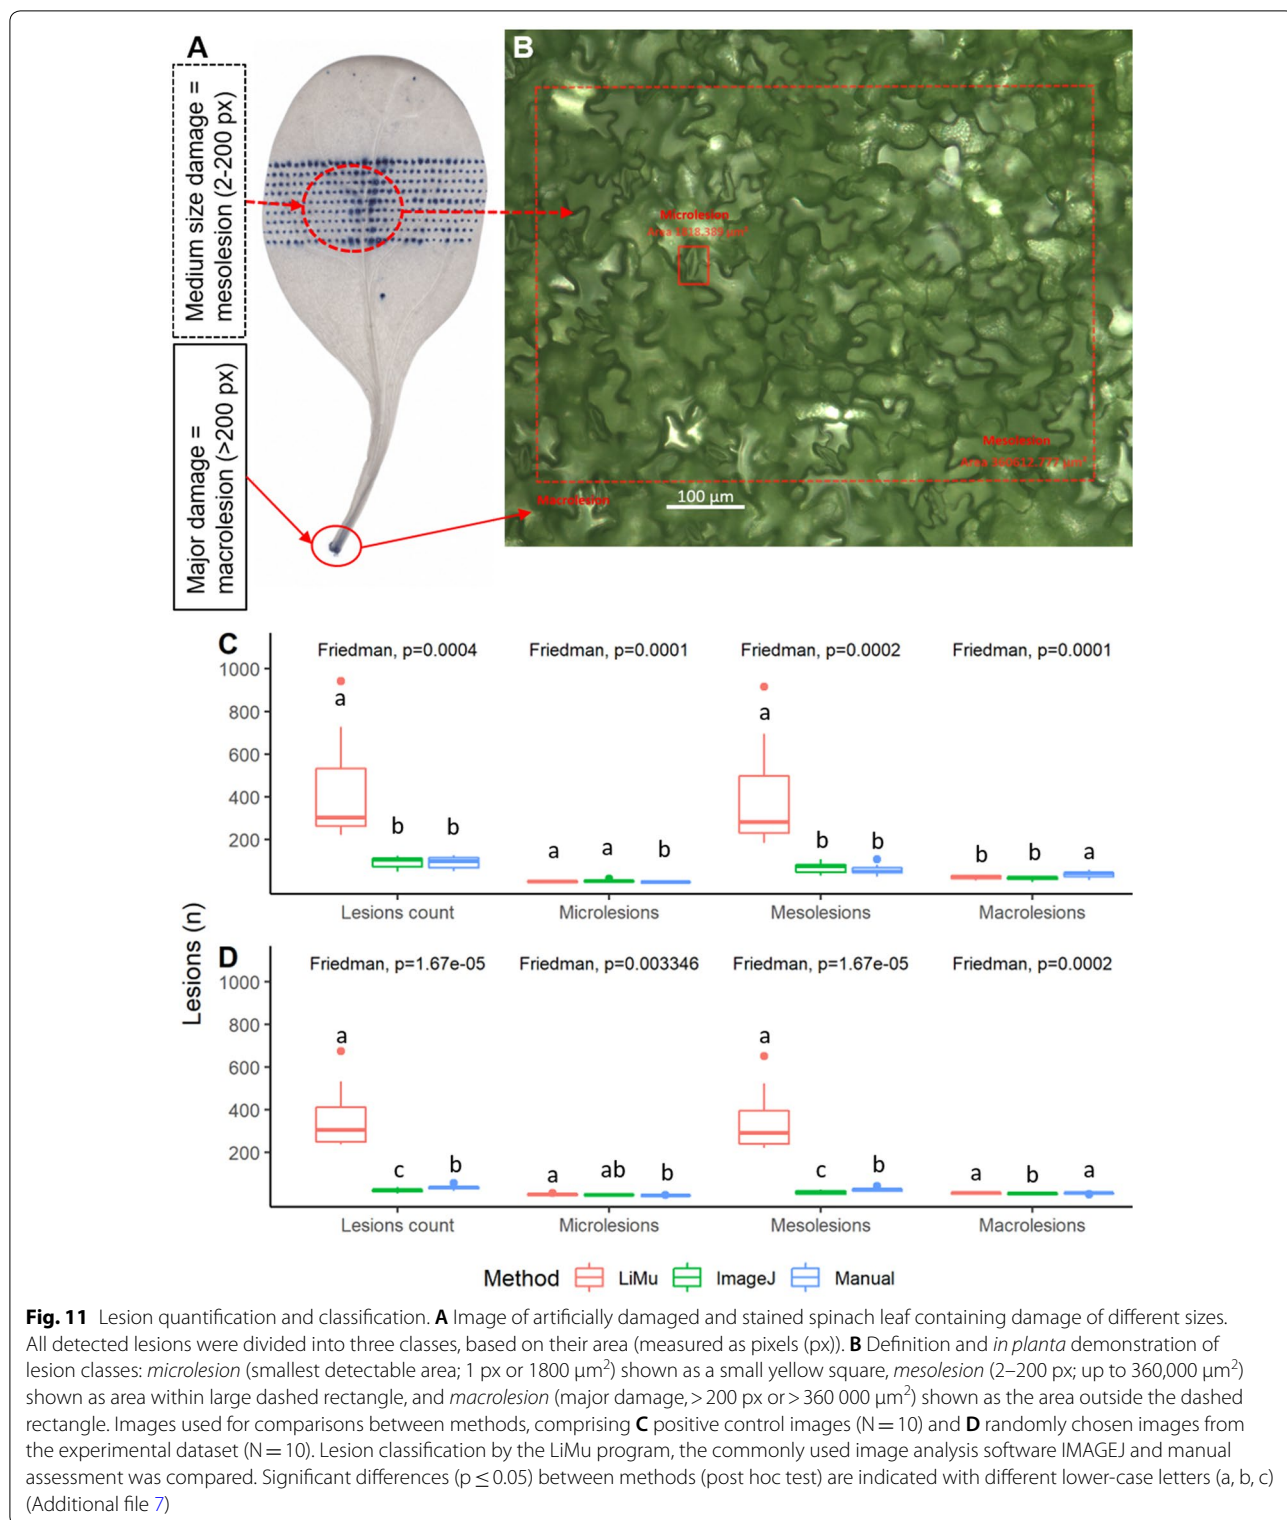 A
B
Medium size damage =
mesolesion (2-200 px)
Major damage =
macrolesion (>200 px)
Microlesion
Mesolesion
Macrolesion
100 µm
C
Friedman, p=0.0004
Friedman, p=0.0001
Friedman, p=0.0002
Friedman, p=0.0001
1000
800
600
400
200
a
b
b
a
a
b
a
b
b
b
b
a
Lesions count
Microlesions
Mesolesions
Macrolesions
Lesions (n)
D
Friedman, p=1.67e-05
Friedman, p=0.003346
Friedman, p=1.67e-05
Friedman, p=0.0002
1000
800
600
400
200
a
c
b
a
ab
b
a
c
b
a
b
a
Lesions count
Microlesions
Mesolesions
Macrolesions
Method LiMu ImageJ Manual
Fig. 11 Lesion quantification and classification. A Image of artificially damaged and stained spinach leaf containing damage of different sizes.
All detected lesions were divided into three classes, based on their area (measured as pixels (px)). B Definition and in planta demonstration of
lesion classes: microlesion (smallest detectable area; 1 px or 1800 µm²) shown as a small yellow square, mesolesion (2–200 px; up to 360,000 µm²)
shown as area within large dashed rectangle, and macrolesion (major damage, > 200 px or > 360 000 µm²) shown as the area outside the dashed
rectangle. Images used for comparisons between methods, comprising C positive control images (N = 10) and D randomly chosen images from
the experimental dataset (N = 10). Lesion classification by the LiMu program, the commonly used image analysis software IMAGEJ and manual
assessment was compared. Significant differences (p ≤ 0.05) between methods (post hoc test) are indicated with different lower-case letters (a, b, c)
(Additional file 7)